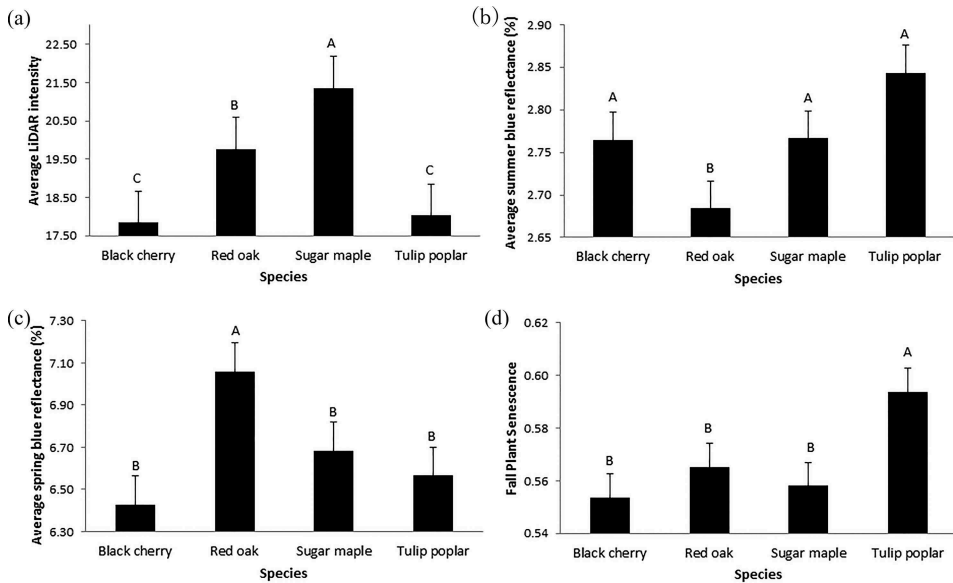 (a)
Average LiDAR intensity
22.50
21.50
20.50
19.50
18.50
17.50
C
B
A
C
Black cherry
Red oak
Sugar maple
Tulip poplar
Species
(b)
Average summer blue reflectance (%)
2.90
2.85
2.80
2.75
2.70
2.65
A
B
A
A
Black cherry
Red oak
Sugar maple
Tulip poplar
Species
(c)
Average spring blue reflectance (%)
7.30
7.10
6.90
6.70
6.50
6.30
B
A
B
B
Black cherry
Red oak
Sugar maple
Tulip poplar
Species
(d)
Fall Plant Senescence
0.62
0.60
0.58
0.56
0.54
B
B
B
A
Black cherry
Red oak
Sugar maple
Tulip poplar
Species